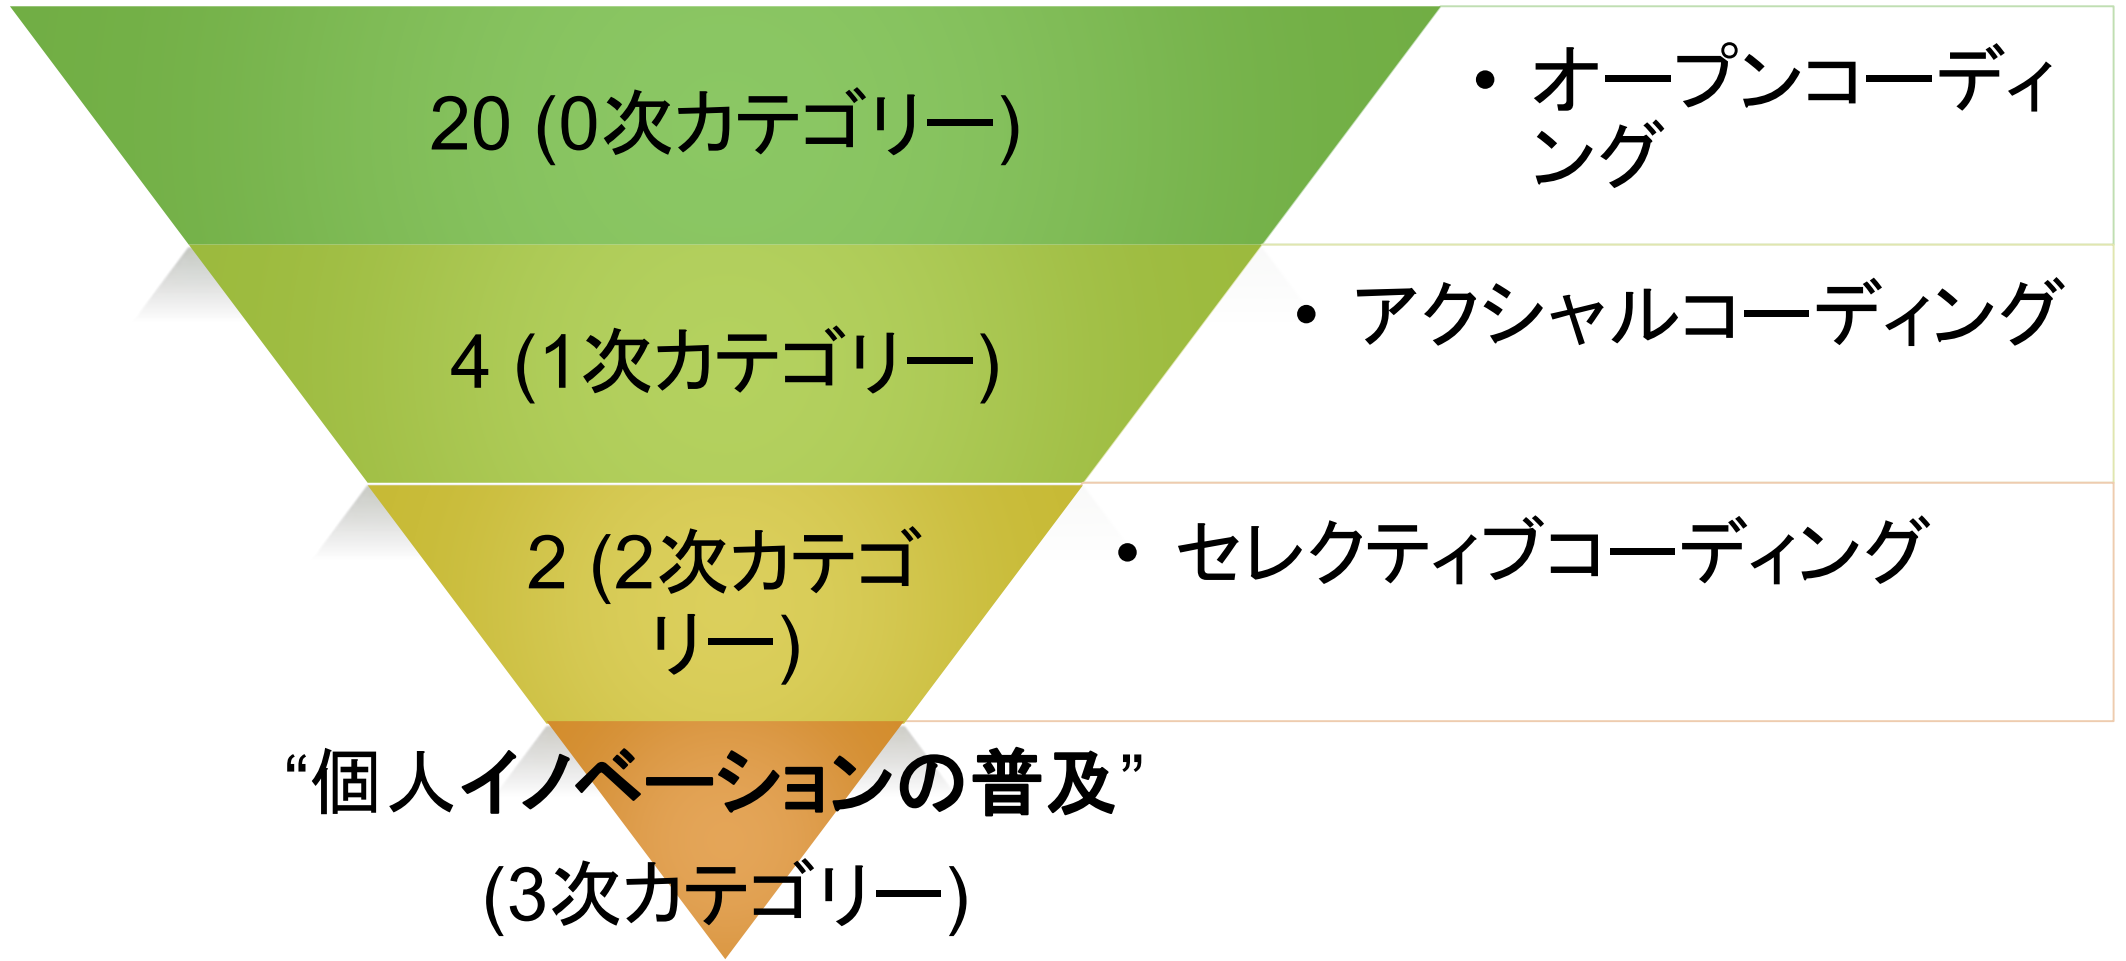 20 (0次カテゴリー)
• オープンコーディ
ング
4 (1次カテゴリー)
• アクシャルコーディング
2 (2次カテゴ
リー)
• セレクティブコーディング
“個人イノベーションの普及”
(3次カテゴリー)